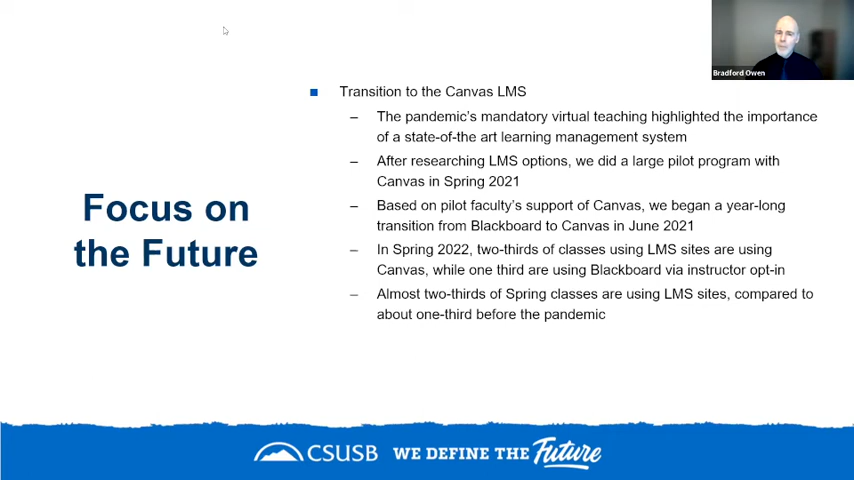 Bradford Owen
Focus on
the Future
Transition to the Canvas LMS
– The pandemic's mandatory virtual teaching highlighted the importance
of a state-of-the art learning management system
– After researching LMS options, we did a large pilot program with
Canvas in Spring 2021
– Based on pilot faculty's support of Canvas, we began a year-long
transition from Blackboard to Canvas in June 2021
– In Spring 2022, two-thirds of classes using LMS sites are using
Canvas, while one third are using Blackboard via instructor opt-in
– Almost two-thirds of Spring classes are using LMS sites, compared to
about one-third before the pandemic
CSUSB WE DEFINE THE Future